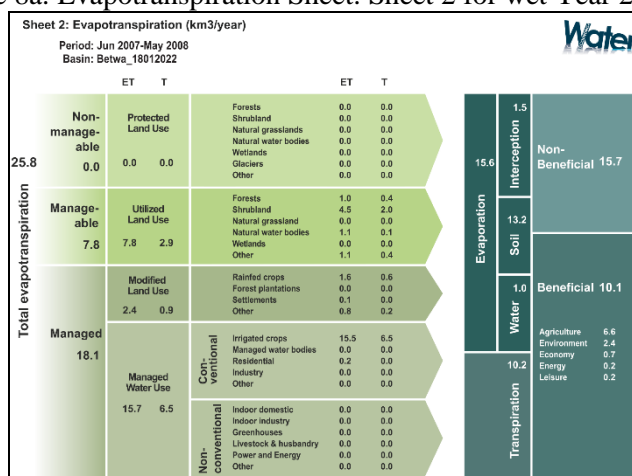 Sheet 2: Evapotranspiration (km3/year)
Period: Jun 2007-May 2008
Basin: Betwa_18012022
Water
ET T ET T
Total evapotranspiration
25.8
Non-
manage-
able
0.0
Protected
Land Use
0.0 0.0
Forests 0.0 0.0
Shrubland 0.0 0.0
Natural grasslands 0.0 0.0
Natural water bodies 0.0 0.0
Wetlands 0.0 0.0
Glaciers 0.0 0.0
Other 0.0 0.0
Manage-
able
7.8
Utilized
Land Use
7.8 2.9
Forests 1.0 0.4
Shrubland 4.5 2.0
Natural grassland 0.0 0.0
Natural water bodies 1.1 0.1
Wetlands 0.0 0.0
Other 1.1 0.4
Managed
18.1
Modified
Land Use
2.4 0.9
Rainfed crops 1.6 0.6
Forest plantations 0.0 0.0
Settlements 0.1 0.0
Other 0.8 0.2
Managed
Water Use
15.7 6.5
Con-
ventional
Irrigated crops 15.5 6.5
Managed water bodies 0.0 0.0
Residential 0.2 0.0
Industry 0.0 0.0
Other 0.0 0.0
Non-
conventional
Indoor domestic 0.0 0.0
Indoor industry 0.0 0.0
Greenhouses 0.0 0.0
Livestock & husbandry 0.0 0.0
Power and Energy 0.0 0.0
Other 0.0 0.0
15.6
Evaporation
1.5
Interception
13.2
Soil
1.0
Water
10.2
Transpiration
Non-
Beneficial 15.7
Beneficial 10.1
Agriculture 6.6
Environment 2.4
Economy 0.7
Energy 0.2
Leisure 0.2